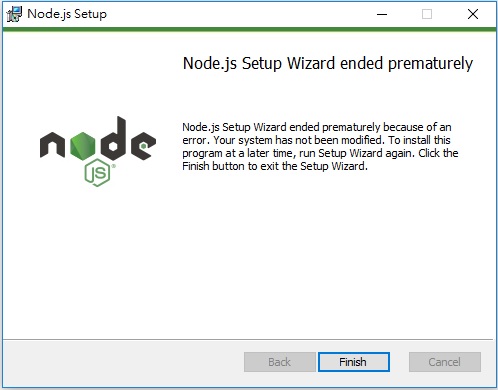 Node.js Setup
Node.js Setup Wizard ended prematurely
node
JS®
Node.js Setup Wizard ended prematurely because of an
error. Your system has not been modified. To install this
program at a later time, run Setup Wizard again. Click the
Finish button to exit the Setup Wizard.
Back
Finish
Cancel